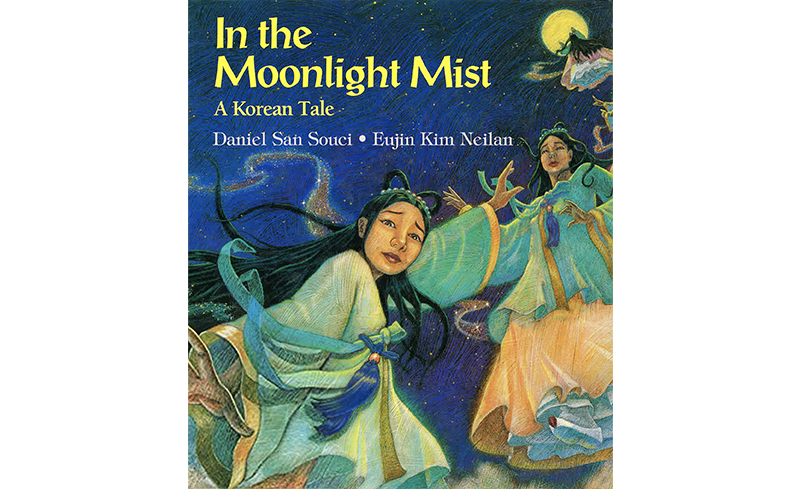 In the
Moonlight Mist
A Korean Tale
Daniel San Souci • Eujin Kim Neilan